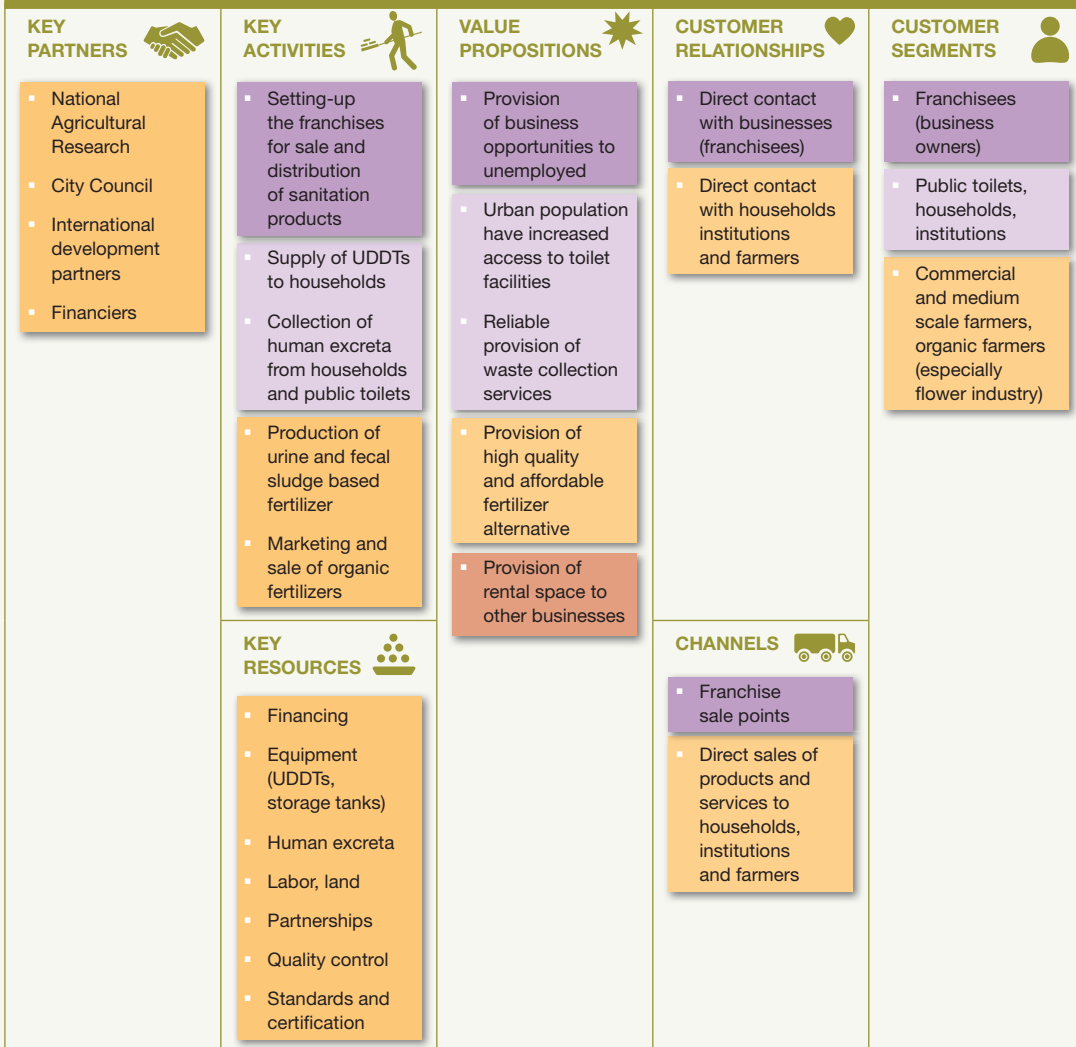 KEY
PARTNERS
National
Agricultural
Research
City Council
International
development
partners
Financiers
KEY
ACTIVITIES
Setting-up
the franchises
for sale and
distribution
of sanitation
products
Supply of UDDTs
to households
Collection of
human excreta
from households
and public toilets
Production of
urine and fecal
sludge based
fertilizer
Marketing and
sale of organic
fertilizers
KEY
RESOURCES
Financing
Equipment
(UDDTs,
storage tanks)
Human excreta
Labor, land
Partnerships
Quality control
Standards and
certification
VALUE
PROPOSITIONS
Provision
of business
opportunities to
unemployed
Urban population
have increased
access to toilet
facilities
Reliable
provision of
waste collection
services
Provision of
high quality
and affordable
fertilizer
alternative
Provision of
rental space to
other businesses
CUSTOMER
RELATIONSHIPS
Direct contact
with businesses
(franchisees)
Direct contact
with households
institutions
and farmers
CHANNELS
Franchise
sale points
Direct sales of
products and
services to
households,
institutions
and farmers
CUSTOMER
SEGMENTS
Franchisees
(business
owners)
Public toilets,
households,
institutions
Commercial
and medium
scale farmers,
organic farmers
(especially
flower industry)